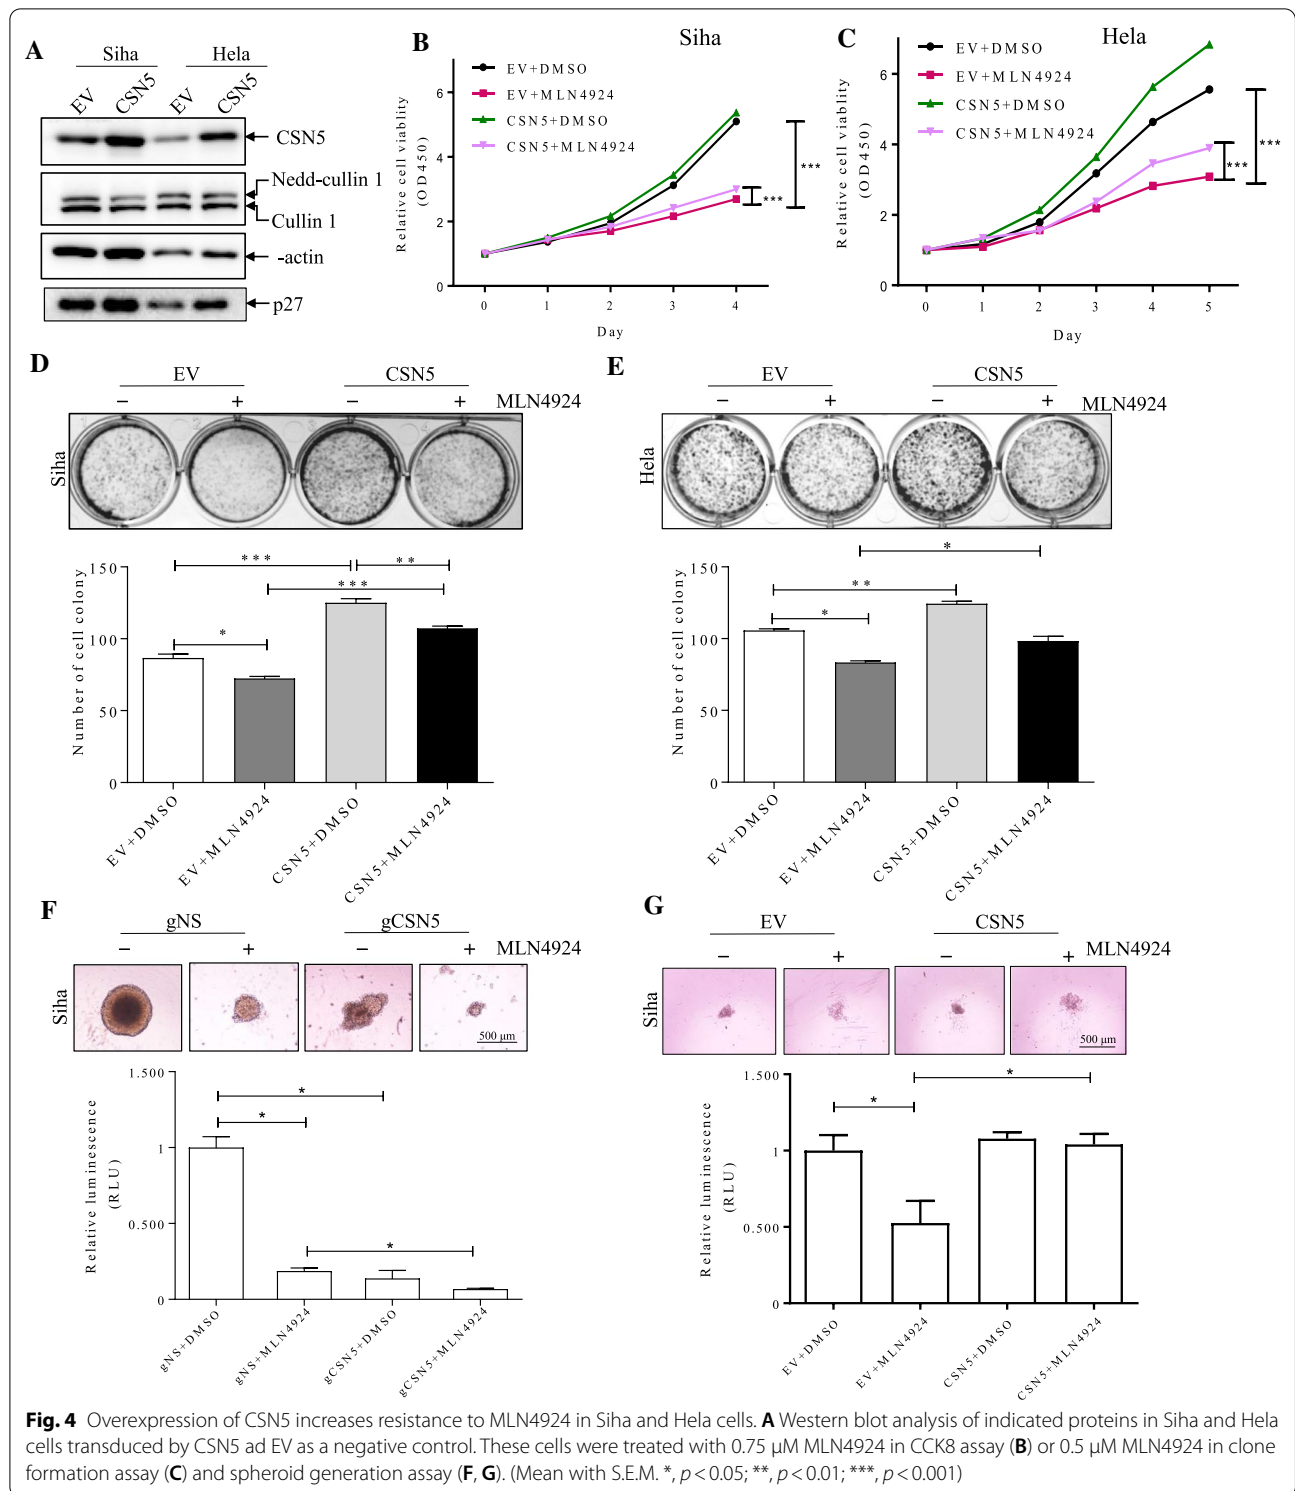 A
Siha Hela
EV CSN5 EV CSN5
CSN5
Nedd-cullin 1
Cullin 1
-actin
p27
B
Siha
EV+DMSO
EV+MLN4924
CSN5+DMSO
CSN5+MLN4924
Relative cell viablity
(OD450)
6
4
2
0
0 1 2 3 4
Day
***
***
C
Hela
EV+DMSO
EV+MLN4924
CSN5+DMSO
CSN5+MLN4924
Relative cell viability
(OD450)
6
4
2
0
0 1 2 3 4 5
Day
***
***
D
EV CSN5
– + – + MLN4924
Siha
Number of cell colony
150
100
50
0
*** **
***
*
EV+DMSO
EV+MLN4924
CSN5+DMSO
CSN5+MLN4924
E
EV CSN5
– + – + MLN4924
Hela
Number of cell colony
150
100
50
0
*
**
*
EV+DMSO
EV+MLN4924
CSN5+DMSO
CSN5+MLN4924
F
gNS gCSN5
– + – + MLN4924
Siha
500 µm
Relative luminescence
(RLU)
1.500
1
0.500
0
*
*
*
gNS+DMSO
gNS+MLN4924
gCSN5+DMSO
gCSN5+MLN4924
G
EV CSN5
– + – + MLN4924
Siha
500 µm
Relative luminescence
(RLU)
1.500
1
0.500
0
*
*
EV+DMSO
EV+MLN4924
CSN5+DMSO
CSN5+MLN4924
Fig. 4 Overexpression of CSN5 increases resistance to MLN4924 in Siha and Hela cells. A Western blot analysis of indicated proteins in Siha and Hela
cells transduced by CSN5 ad EV as a negative control. These cells were treated with 0.75 µM MLN4924 in CCK8 assay (B) or 0.5 µM MLN4924 in clone
formation assay (C) and spheroid generation assay (F, G). (Mean with S.E.M. *, p < 0.05; **, p < 0.01; ***, p < 0.001)